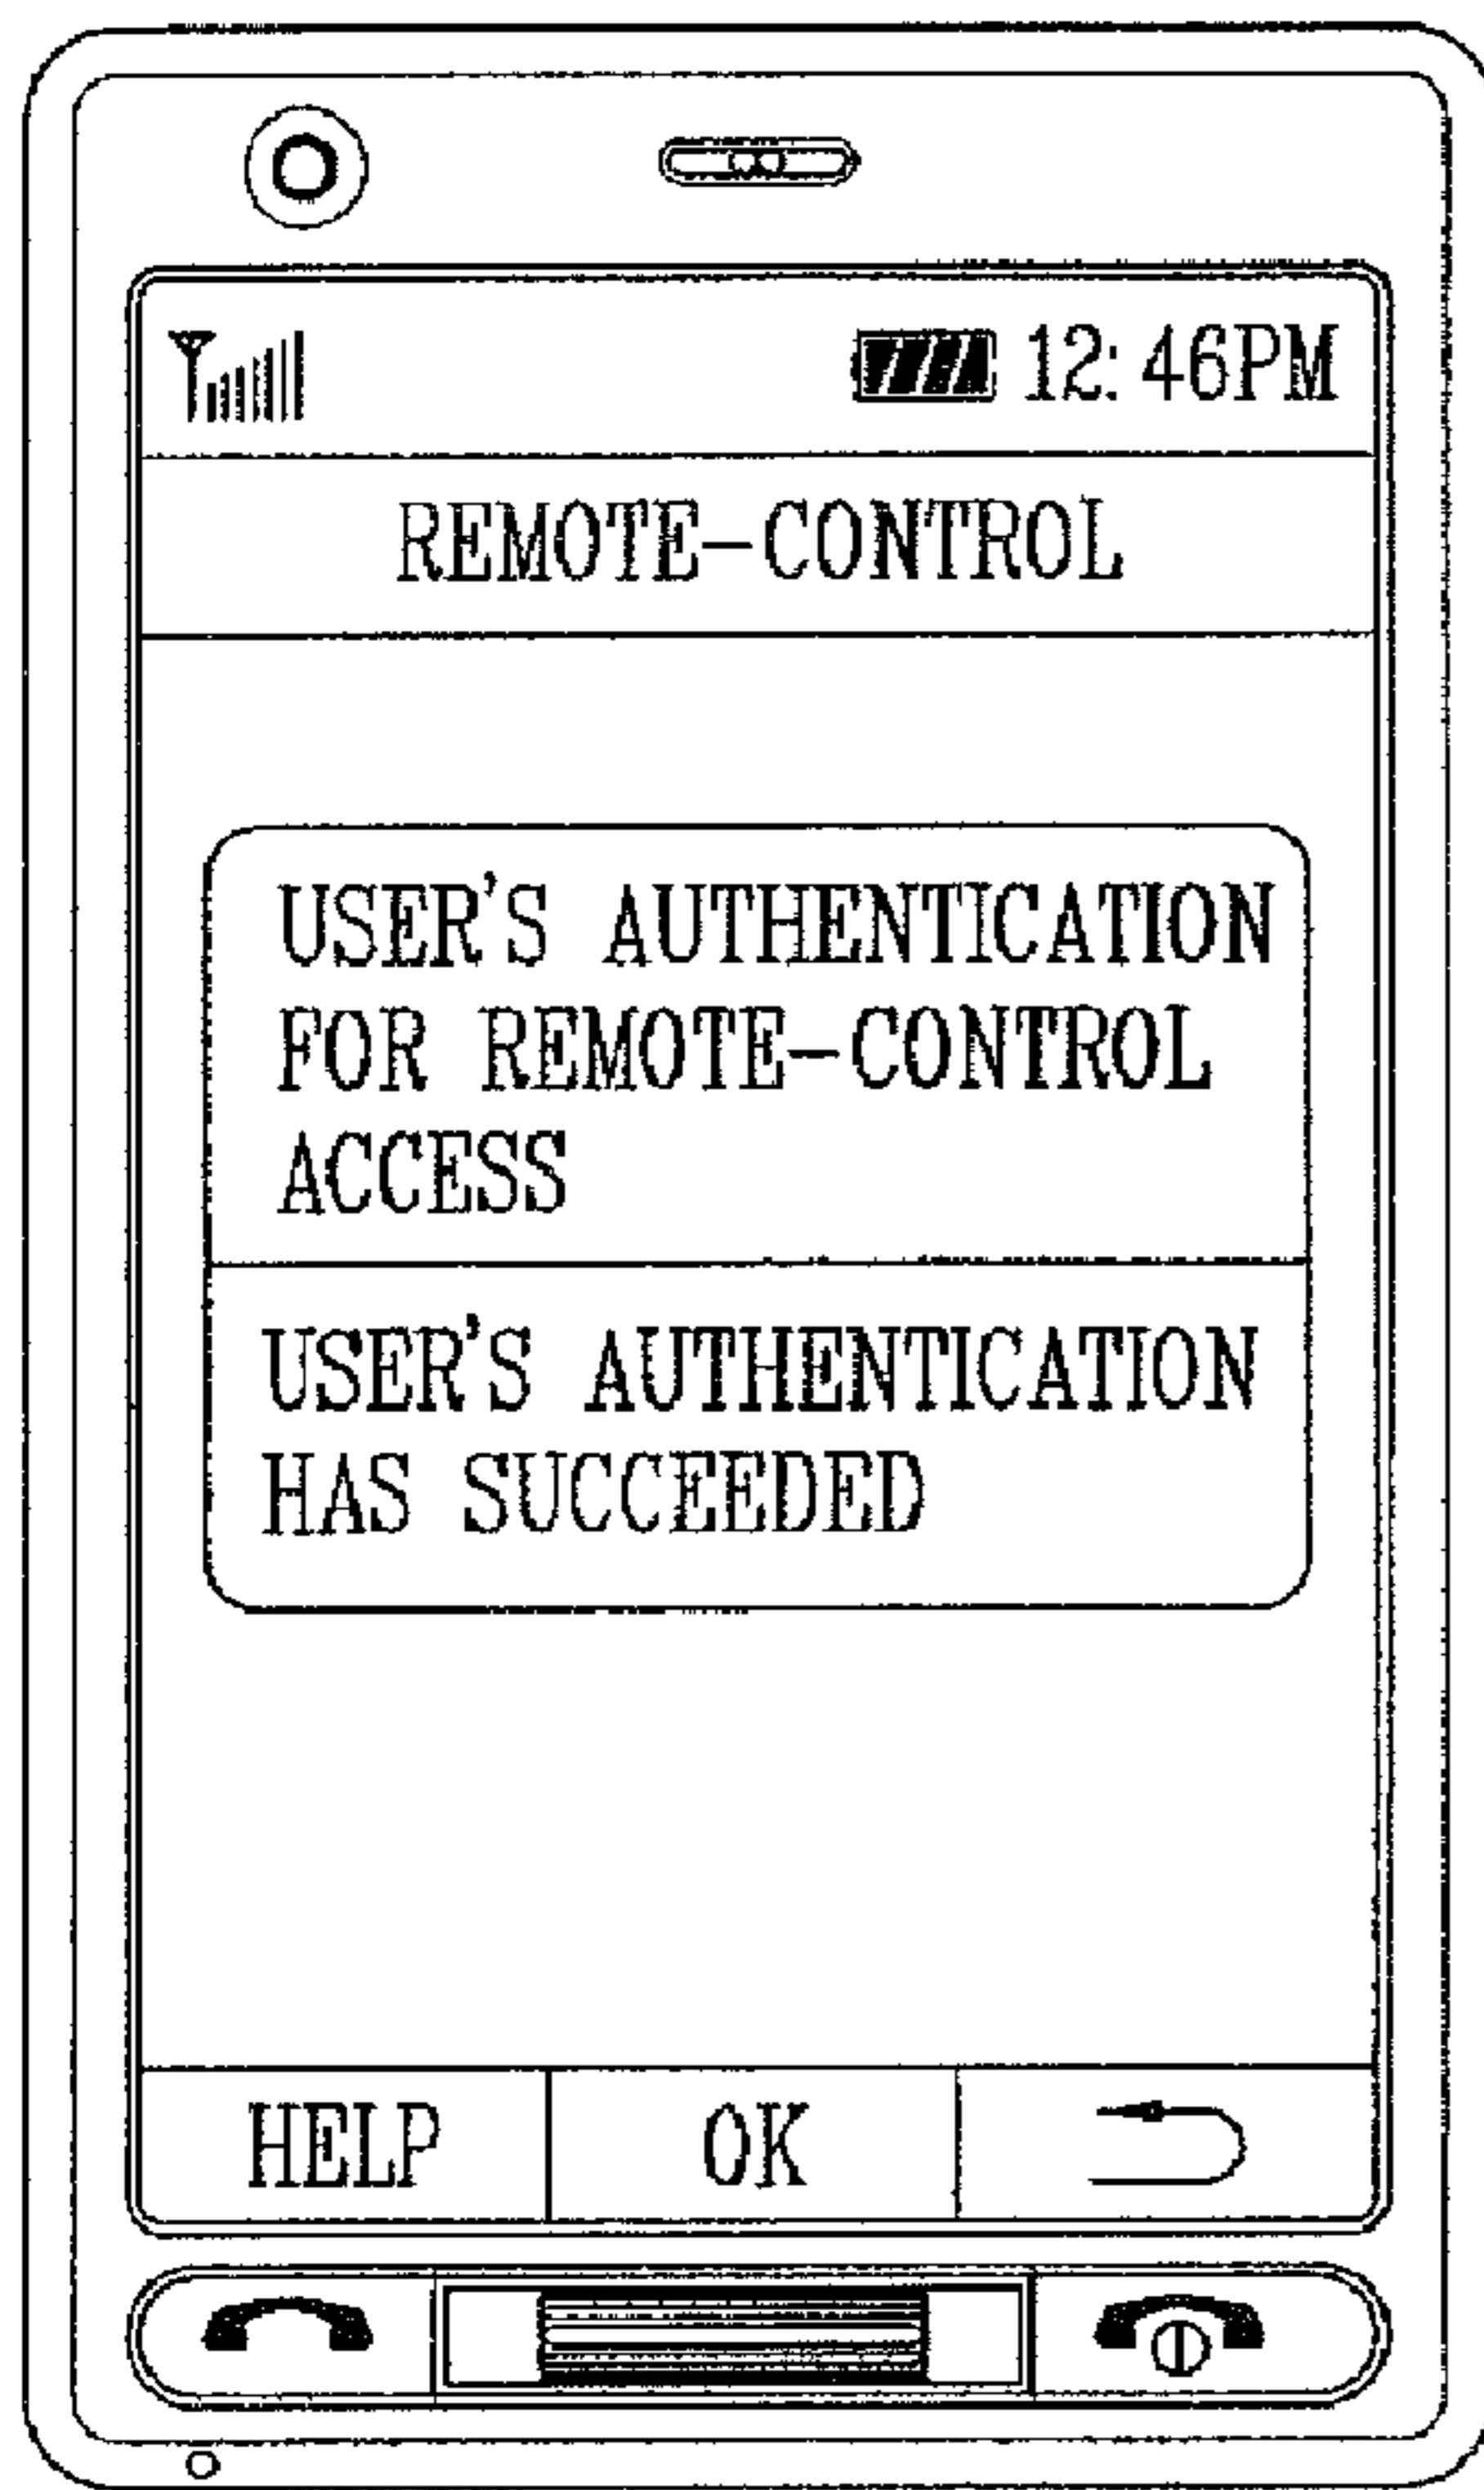 12:46PM
REMOTE-CONTROL
USER'S AUTHENTICATION
FOR REMOTE-CONTROL
ACCESS
USER'S AUTHENTICATION
HAS SUCCEEDED
HELP OK